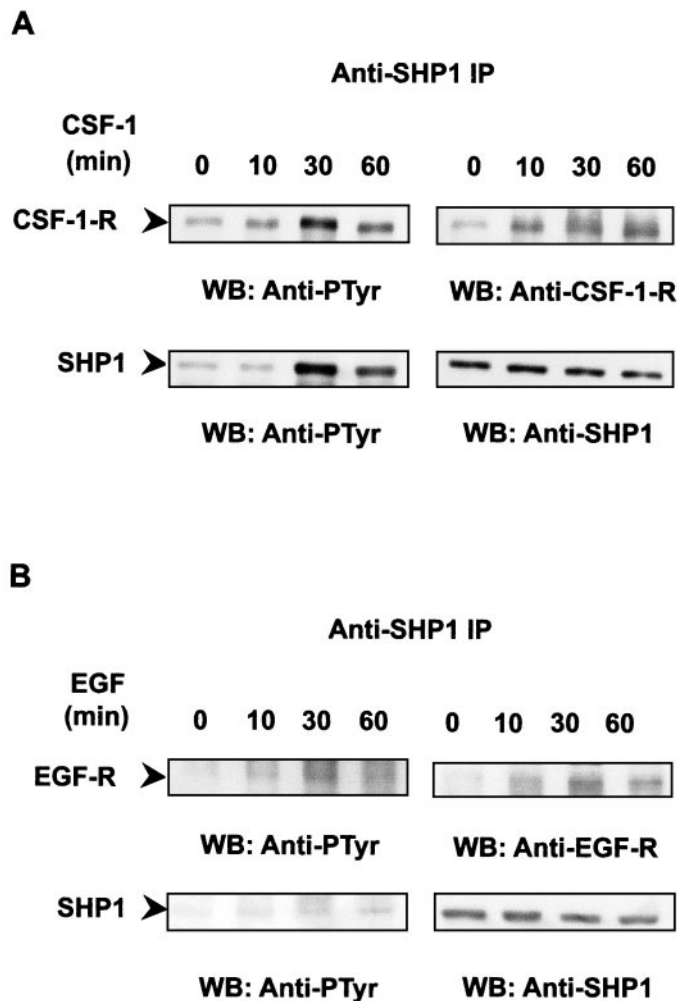 A
Anti-SHP1 IP
CSF-1
(min)
0 10 30 60 0 10 30 60
CSF-1-R
WB: Anti-PTyr WB: Anti-CSF-1-R
SHP1
WB: Anti-PTyr WB: Anti-SHP1
B
Anti-SHP1 IP
EGF
(min)
0 10 30 60 0 10 30 60
EGF-R
WB: Anti-PTyr WB: Anti-EGF-R
SHP1
WB: Anti-PTyr WB: Anti-SHP1